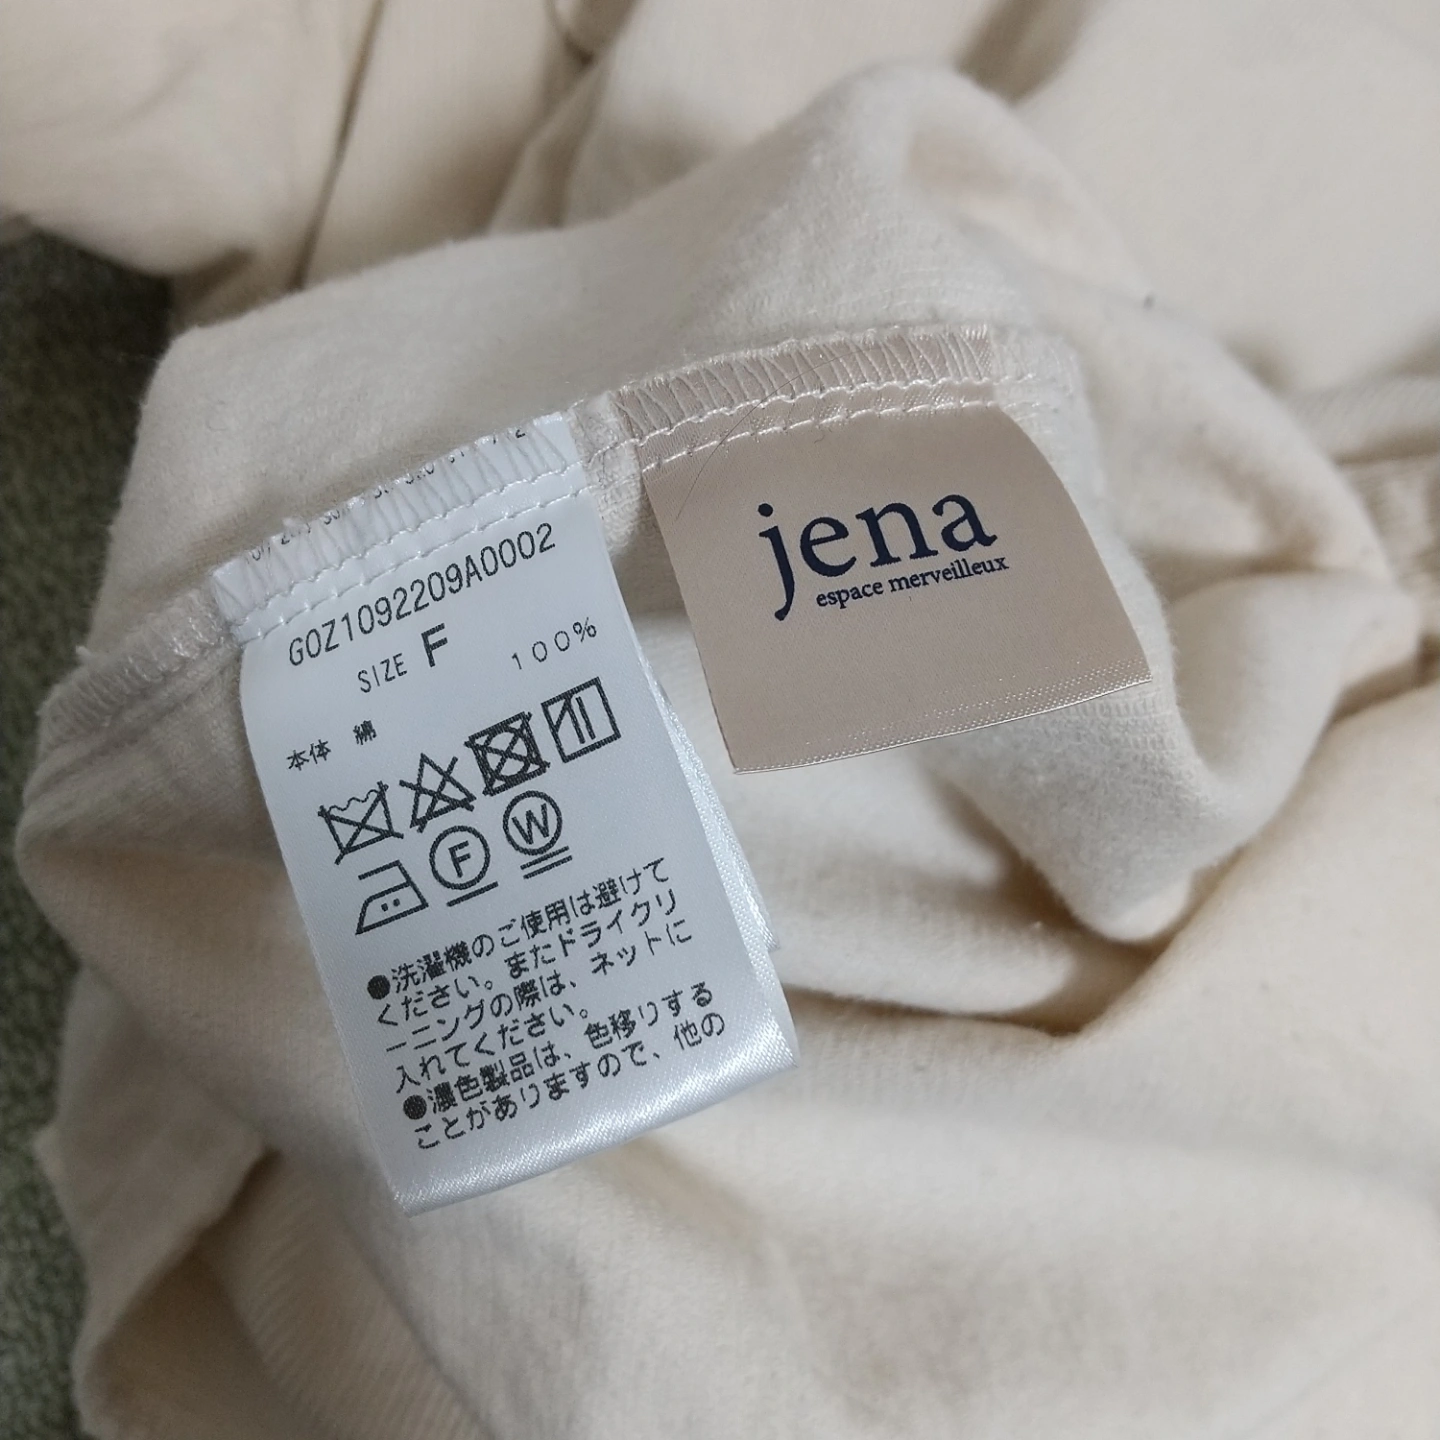 G0Z1092209A0002
SIZE F
本体 綿 100%
F W
●洗濯機のご使用は避けて
ください。またドライクリ
ーニングの際は、ネットに
入れてください。
●濃色製品は、色移りする
ことがありますので、他の
jena
espace merveilleux